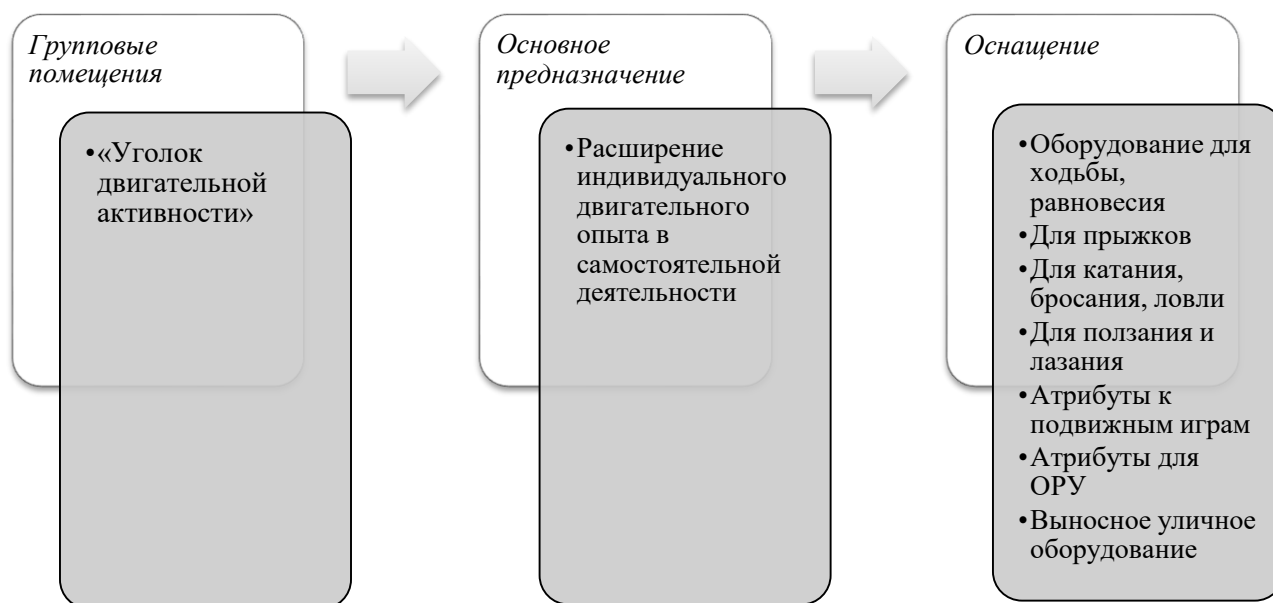 Групповые
помещения
•«Уголок
двигательной
активности»
Основное
предназначение
•Расширение
индивидуального
двигательного
опыта в
самостоятельной
деятельности
Оснащение
•Оборудование для
ходьбы,
равновесия
•Для прыжков
•Для катания,
бросания, ловли
•Для ползания и
лазания
•Атрибуты к
подвижным играм
•Атрибуты для
ОРУ
•Выносное уличное
оборудование